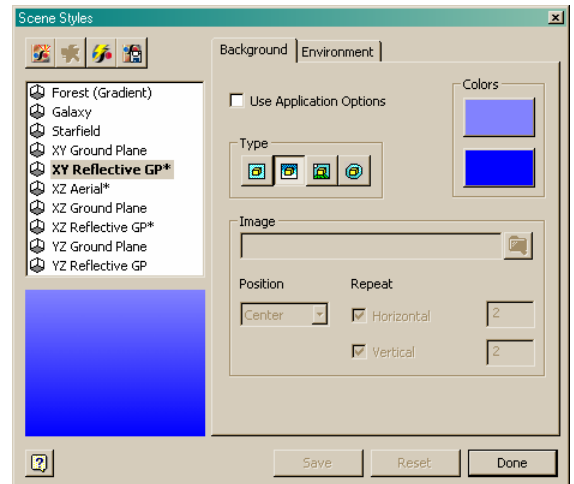 Scene Styles
Background
Environment
Forest (Gradient)
Galaxy
Starfield
XY Ground Plane
XY Reflective GP*
XZ Aerial*
XZ Ground Plane
XZ Reflective GP*
YZ Ground Plane
YZ Reflective GP
Use Application Options
Colors
Type
Image
Position
Repeat
Center
Horizontal
2
Vertical
2
?
Save
Reset
Done